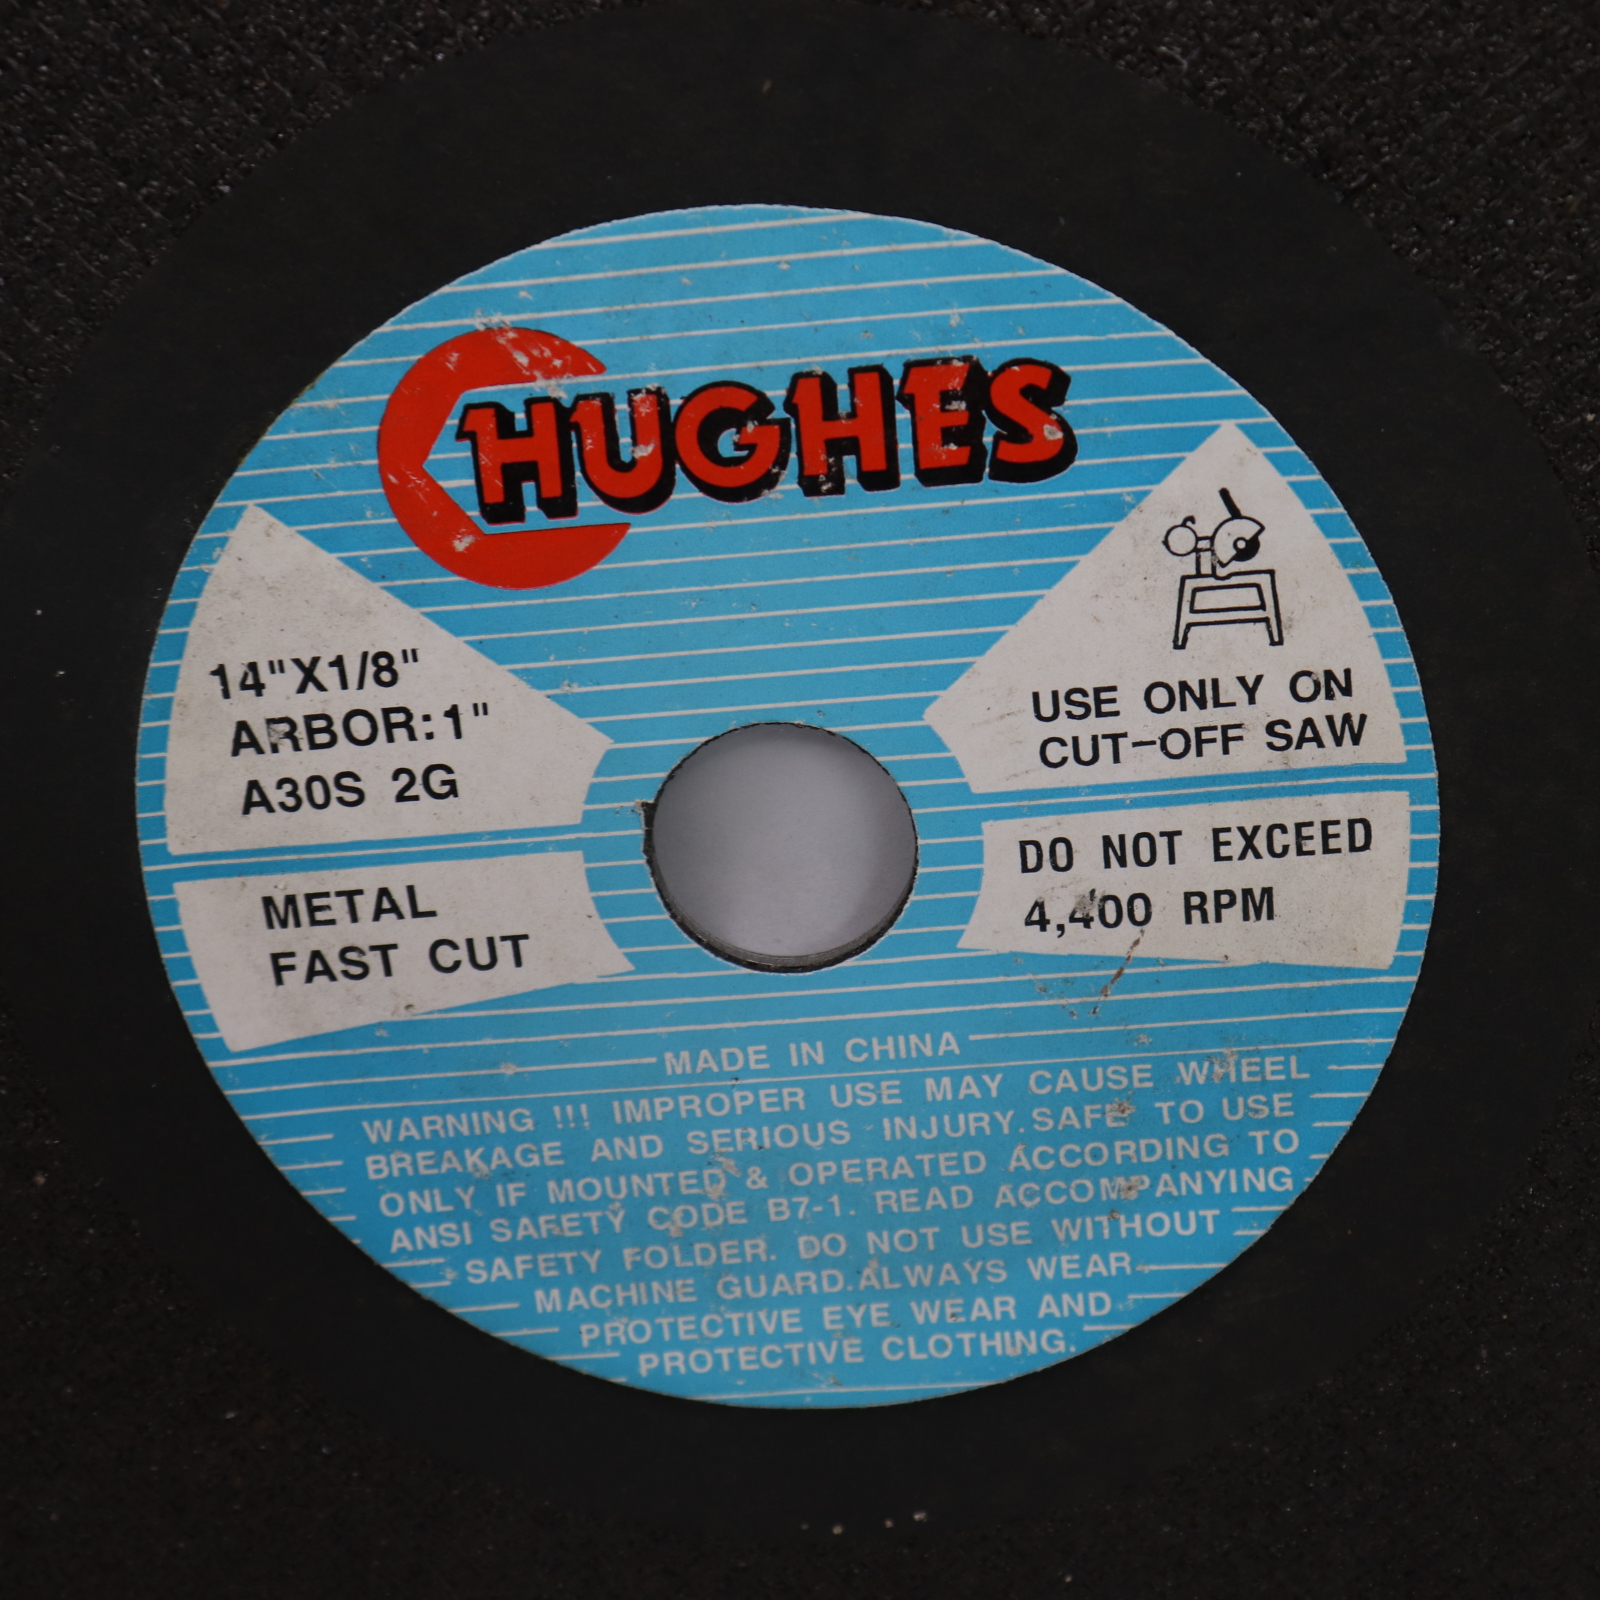 HUGHES
14"X1/8"
ARBOR:1"
A30S 2G
METAL
FAST CUT
USE ONLY ON
CUT-OFF SAW
DO NOT EXCEED
4,400 RPM
MADE IN CHINA
WARNING !!! IMPROPER USE MAY CAUSE WHEEL
BREAKAGE AND SERIOUS INJURY. SAFE TO USE
ONLY IF MOUNTED & OPERATED ACCORDING TO
ANSI SAFETY CODE B7-1. READ ACCOMPANYING
SAFETY FOLDER. DO NOT USE WITHOUT
MACHINE GUARD. ALWAYS WEAR
PROTECTIVE EYE WEAR AND
PROTECTIVE CLOTHING.